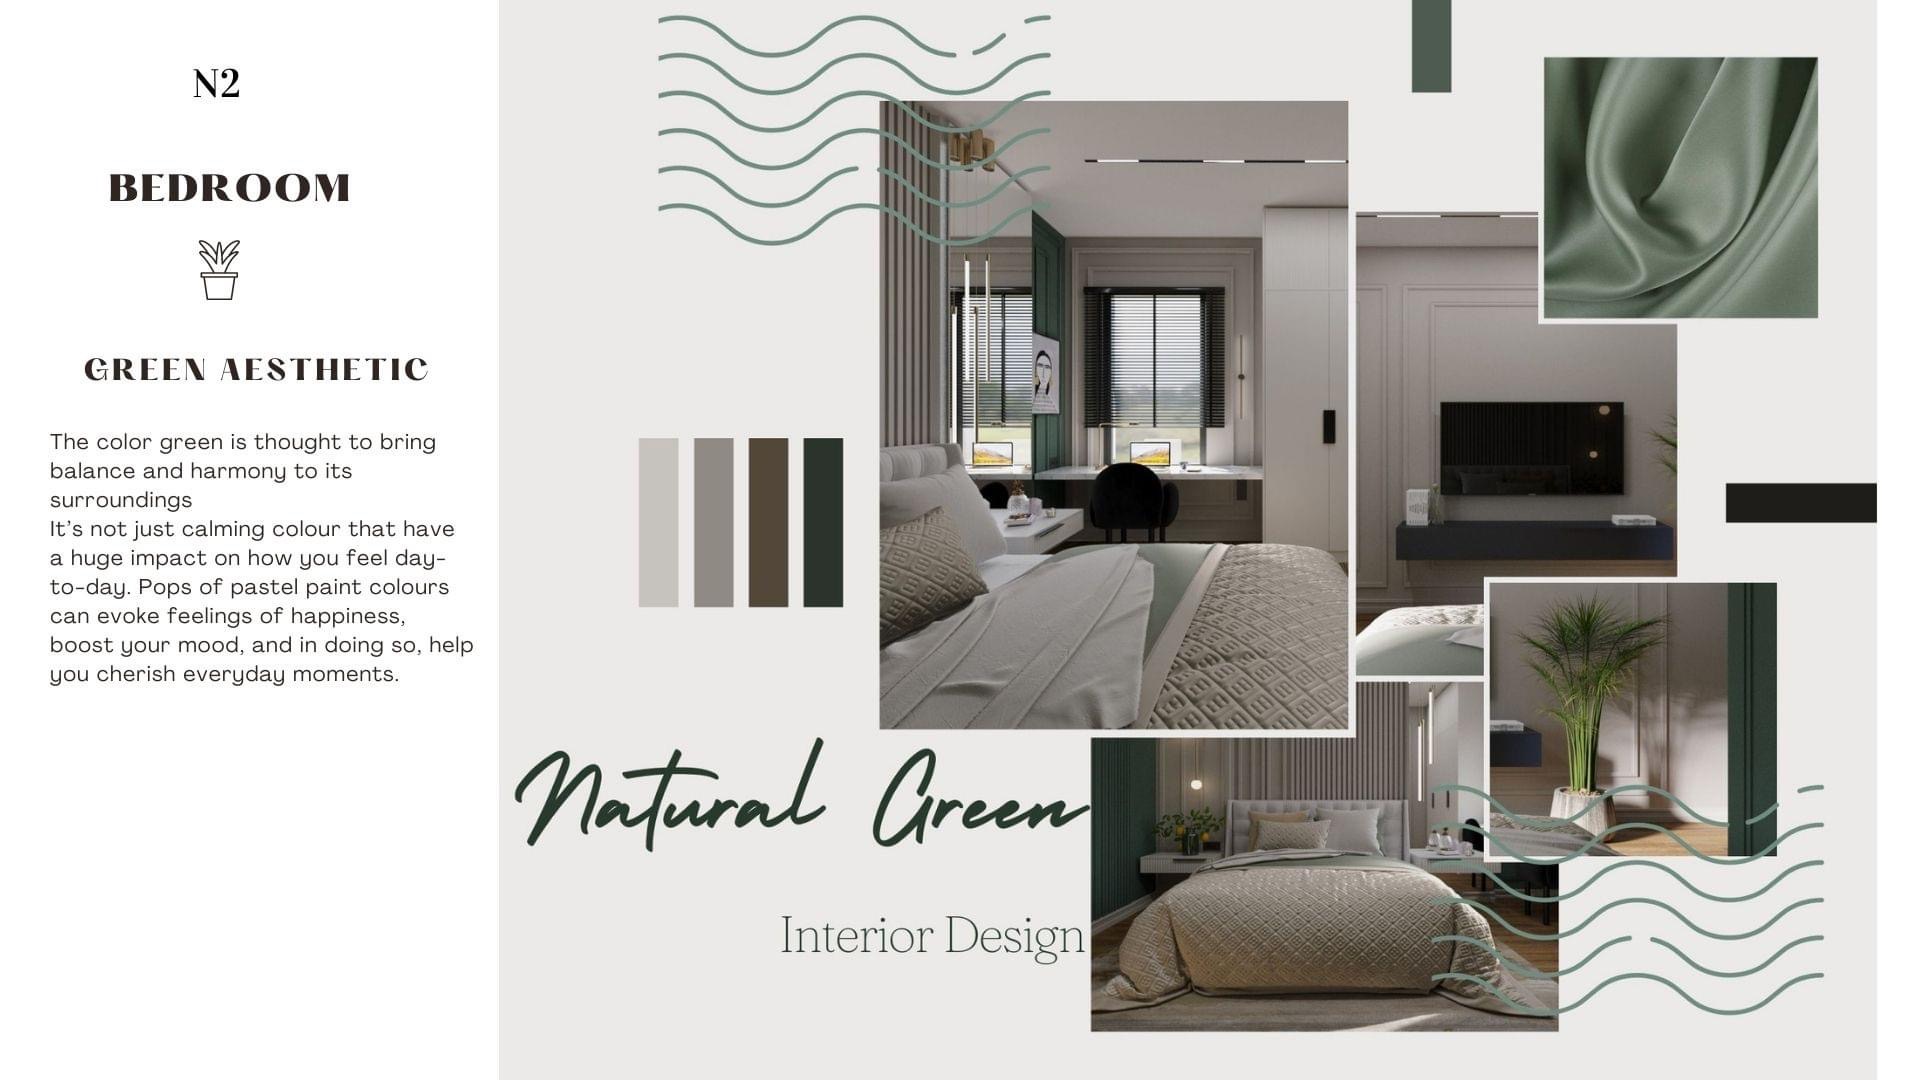 N2
BEDROOM
GREEN AESTHETIC
The color green is thought to bring
balance and harmony to its
surroundings
It’s not just calming colour that have
a huge impact on how you feel day-
to-day. Pops of pastel paint colours
can evoke feelings of happiness,
boost your mood, and in doing so, help
you cherish everyday moments.
Natural Green
Interior Design